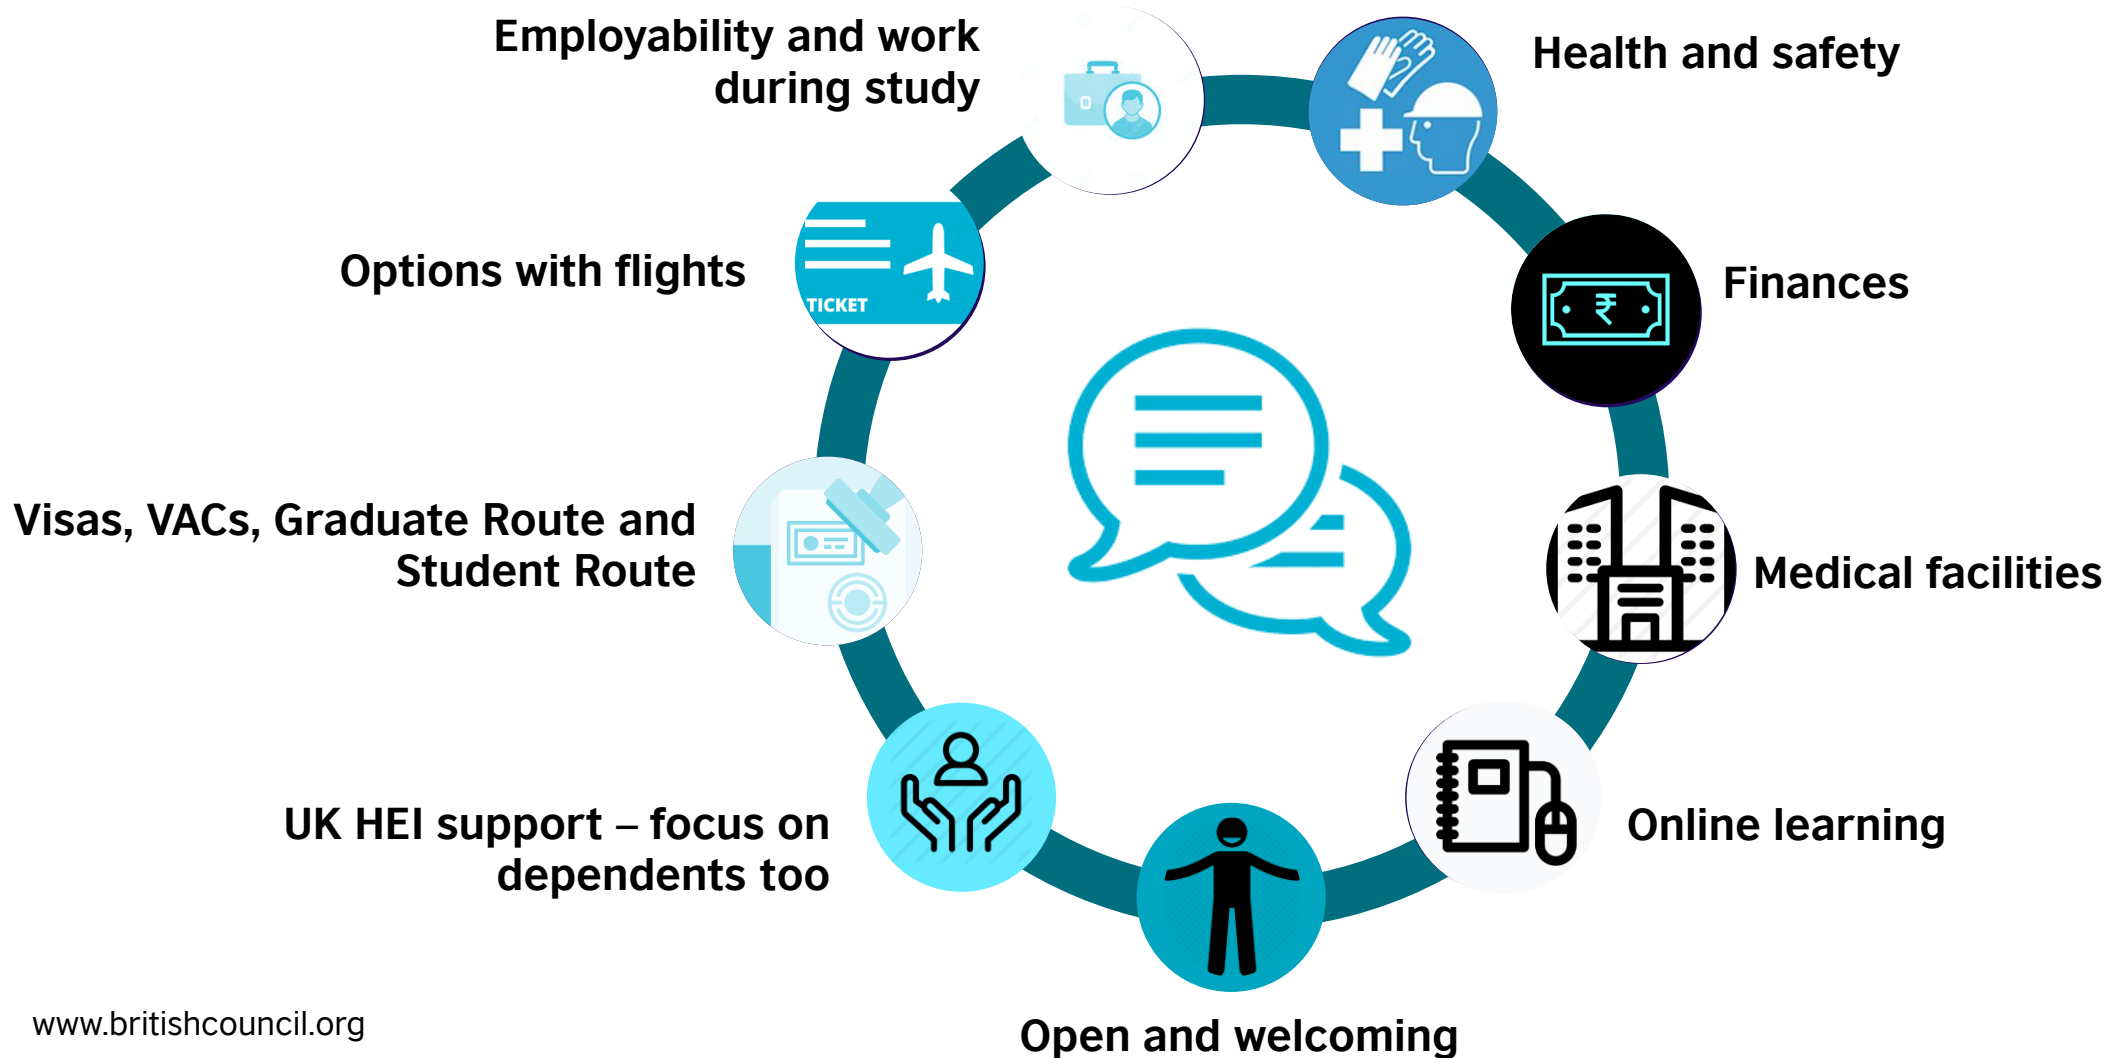 Employability and work
during study
Health and safety
Options with flights
TICKET
₹
Finances
Visas, VACs, Graduate Route and
Student Route
Medical facilities
UK HEI support – focus on
dependents too
Online learning
Open and welcoming
www.britishcouncil.org